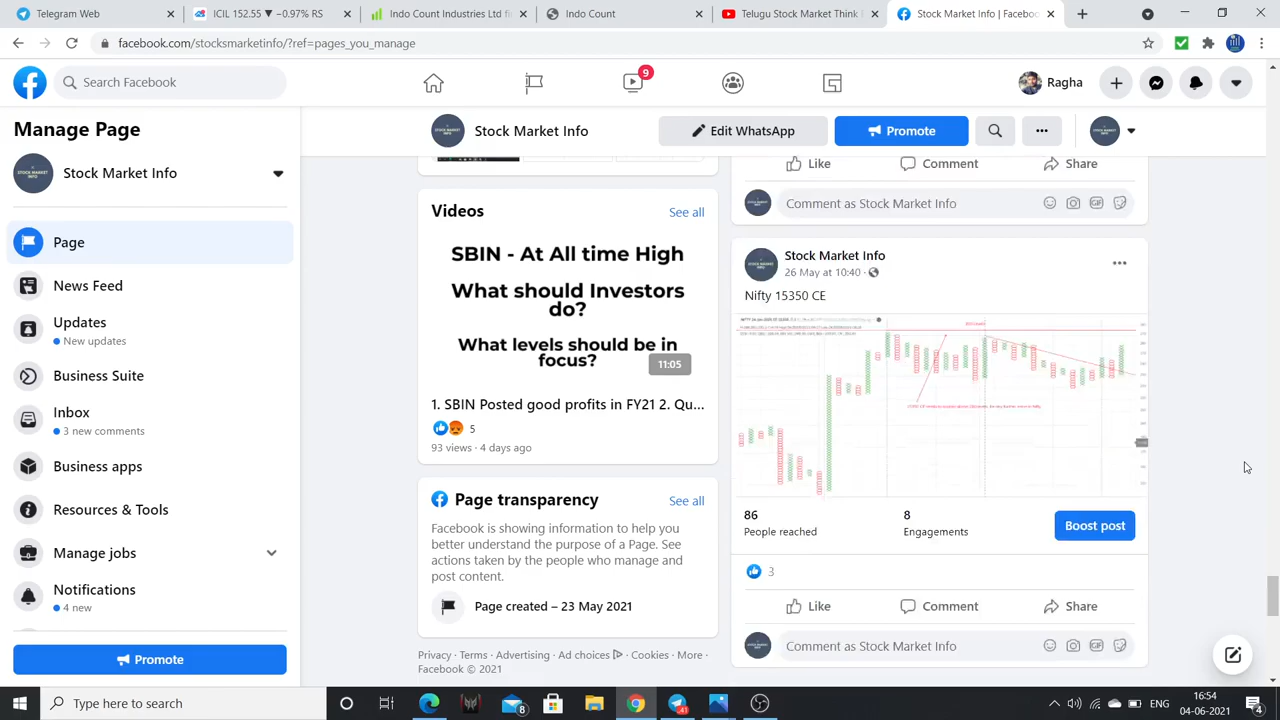 Telegram Web
ICICI 152.55 ▼ −0.97% RS
Indo Count Ltd fi
Indo Count
Telugu Stock Market Think P
Stock Market Info | Faceboo
facebook.com/stocksmarketinfo/?ref=pages_you_manage
Search Facebook
9
Ragha
Manage Page
Stock Market Info
Edit WhatsApp
Promote
Stock Market Info
Page
News Feed
Updates
few updates
Business Suite
Inbox
3 new comments
Business apps
Resources & Tools
Manage jobs
Notifications
4 new
Promote
Videos
See all
SBIN - At All time High
What should Investors
do?
What levels should be in
focus?
11:05
1. SBIN Posted good profits in FY21 2. Qu...
5
93 views · 4 days ago
Page transparency
See all
Facebook is showing information to help you
better understand the purpose of a Page. See
actions taken by the people who manage and
post content.
Page created – 23 May 2021
Privacy · Terms · Advertising · Ad choices · Cookies · More ·
Facebook © 2021
Like Comment Share
Comment as Stock Market Info
GIF
Stock Market Info
26 May at 10:40 ·
Nifty 15350 CE
86
People reached
8
Engagements
Boost post
3
Like Comment Share
Comment as Stock Market Info
GIF
Type here to search
8
41
ENG
16:54
04-06-2021
4